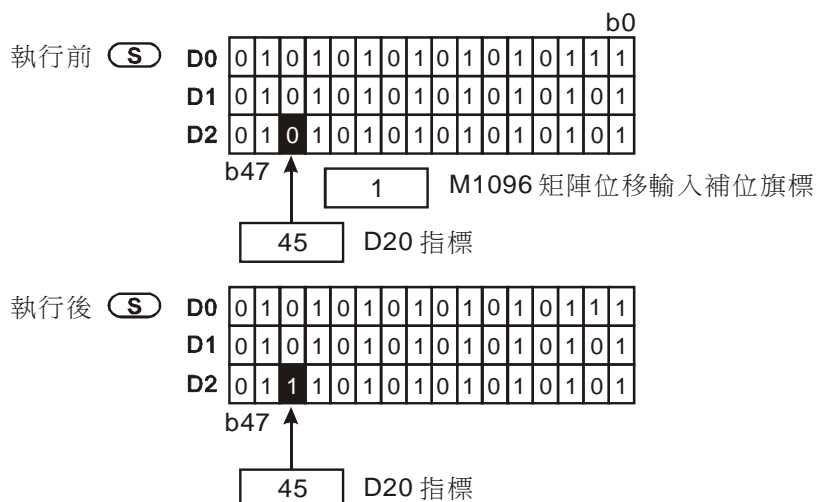 b0
執行前 S D0 0 1 0 1 0 1 0 1 0 1 0 1 0 1 1 1
D1 0 1 0 1 0 1 0 1 0 1 0 1 0 1 0 1
D2 0 1 0 1 0 1 0 1 0 1 0 1 0 1 0 1
b47
1 M1096 矩陣位移輸入補位旗標
45 D20 指標
執行後 S D0 0 1 0 1 0 1 0 1 0 1 0 1 0 1 1 1
D1 0 1 0 1 0 1 0 1 0 1 0 1 0 1 0 1
D2 0 1 1 1 0 1 0 1 0 1 0 1 0 1 0 1
b47
45 D20 指標